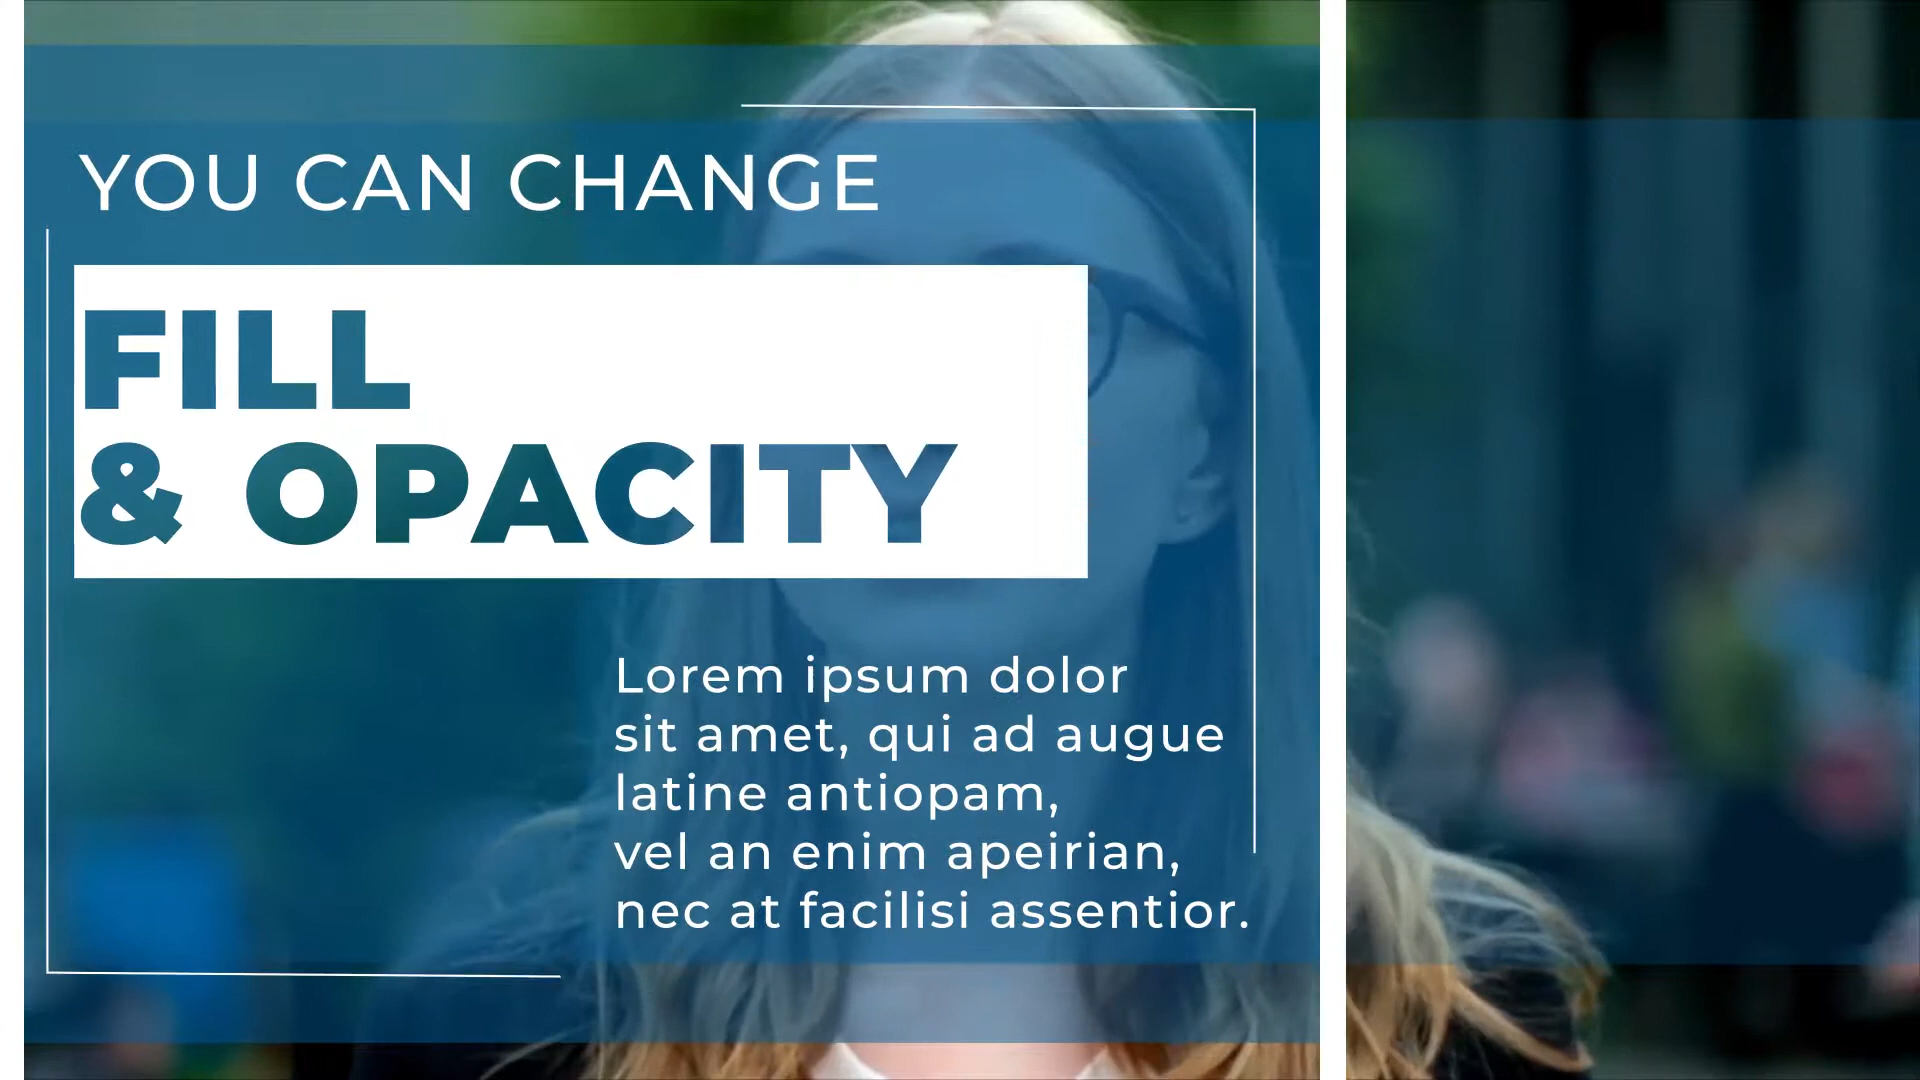 YOU CAN CHANGE
FILL
& OPACITY
Lorem ipsum dolor
sit amet, qui ad augue
latine antiopam,
vel an enim apeirian,
nec at facilisi assentior.